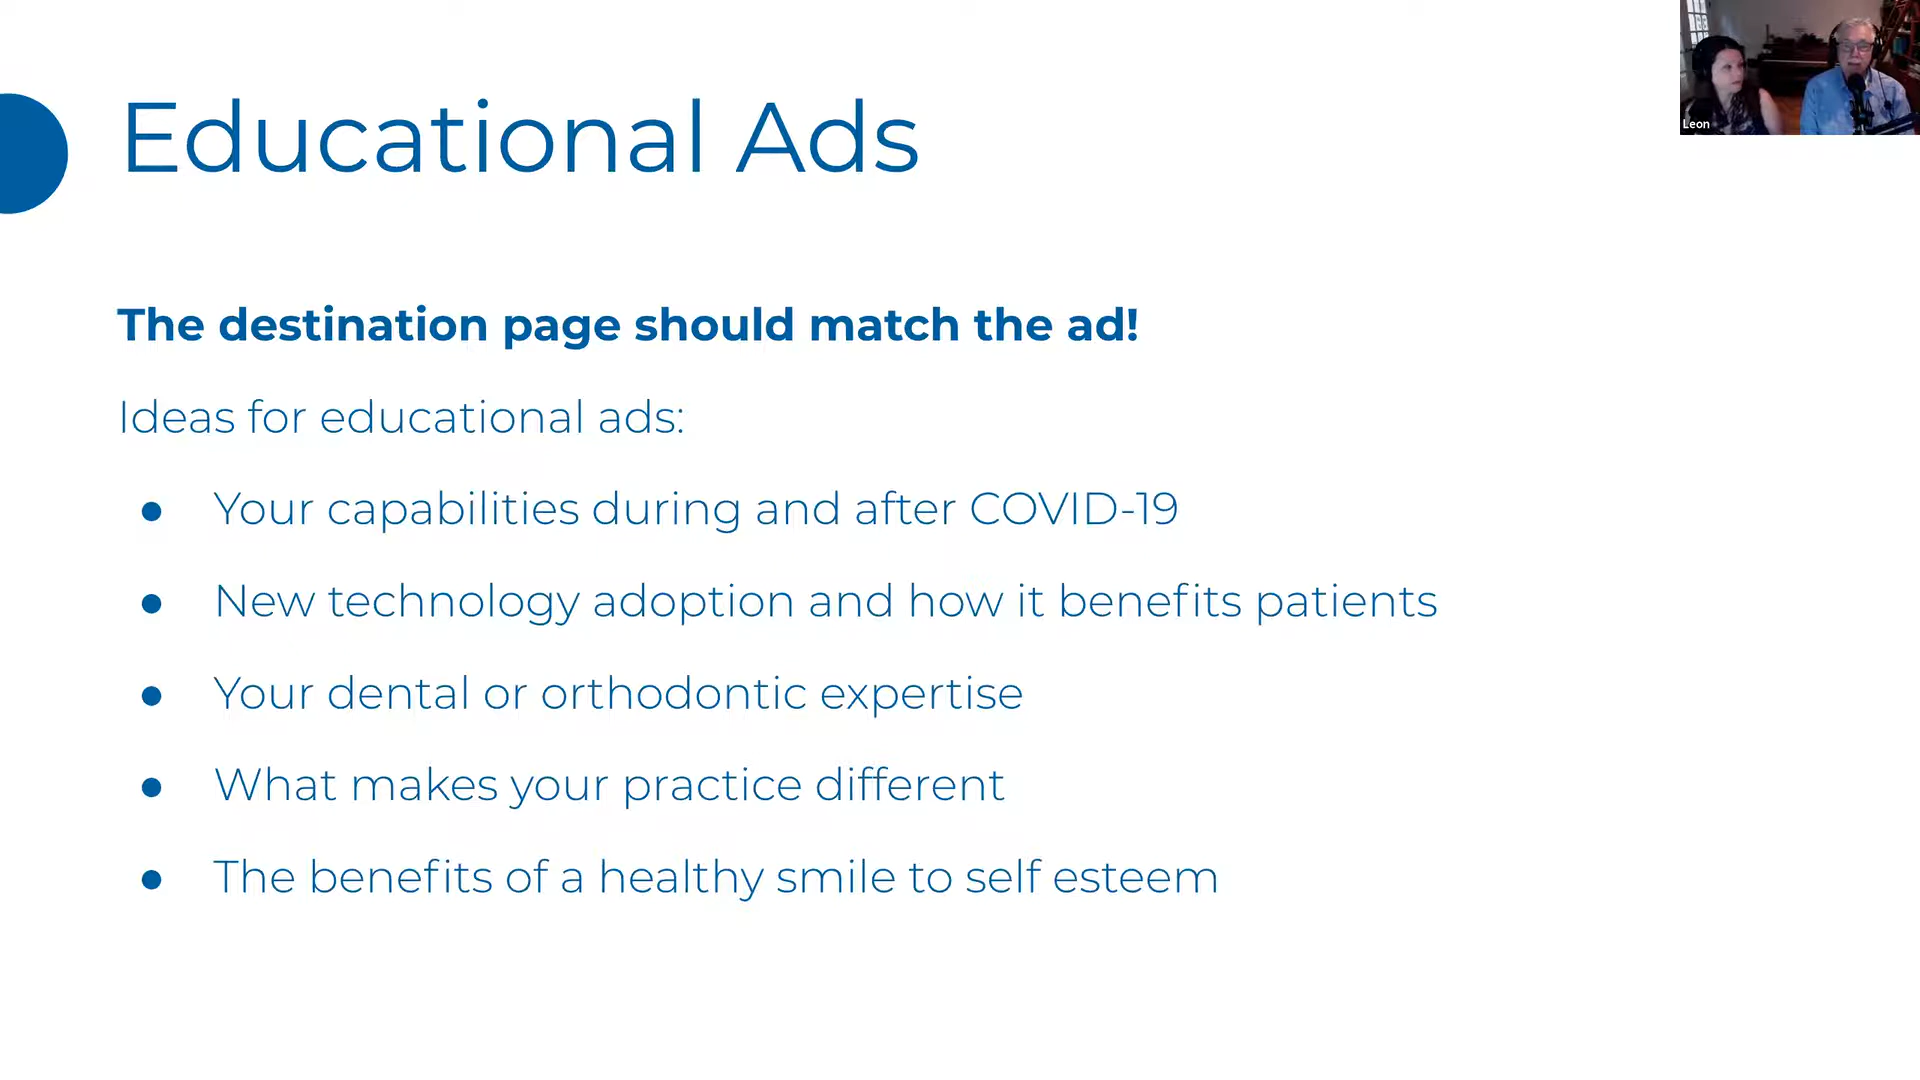 Educational Ads
The destination page should match the ad!
Ideas for educational ads:
● Your capabilities during and after COVID-19
● New technology adoption and how it benefits patients
● Your dental or orthodontic expertise
● What makes your practice different
● The benefits of a healthy smile to self esteem
Leon